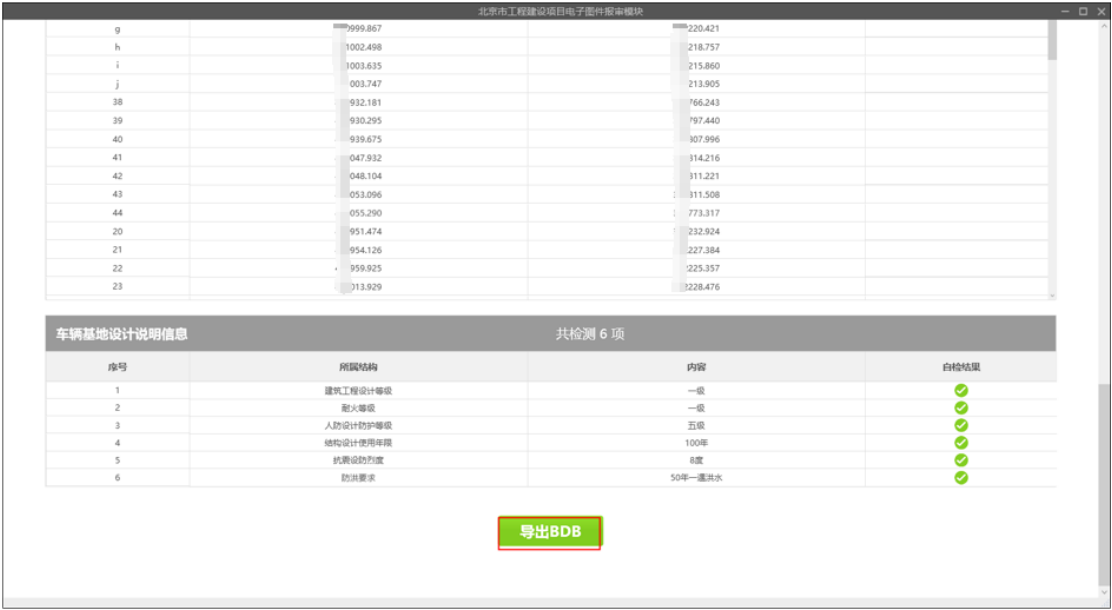 北京市工程建设项目电子图件报审模块
g 0999.867 220.421
h 1002.498 218.757
i 1003.635 215.860
j 003.747 213.905
38 932.181 766.243
39 930.295 797.440
40 939.675 807.996
41 047.932 814.216
42 048.104 811.221
43 053.096 811.508
44 055.290 773.317
20 951.474 232.924
21 954.126 227.384
22 959.925 2225.357
23 013.929 2228.476
车辆基地设计说明信息 共检测 6 项
序号 所属结构 内容 自检结果
1 建筑工程设计等级 一级
2 耐火等级 一级
3 人防设计防护等级 五级
4 结构设计使用年限 100年
5 抗震设防烈度 8度
6 防洪要求 50年一遇洪水
导出BDB